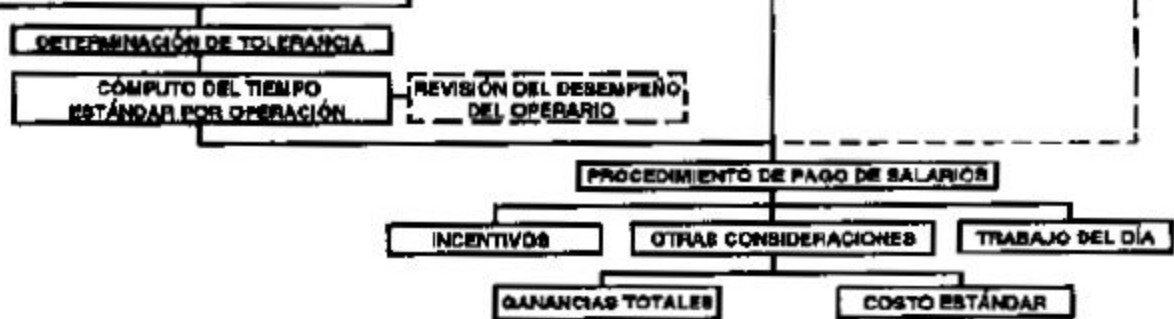 DETERMINACIÓN DE TOLERANCIA
CÓMPUTO DEL TIEMPO
ESTÁNDAR POR OPERACIÓN
REVISIÓN DEL DESEMPEÑO
DEL OPERARIO
PROCEDIMIENTO DE PAGO DE SALARIOS
INCENTIVOS
OTRAS CONSIDERACIONES
TRABAJO DEL DÍA
GANANCIAS TOTALES
COSTO ESTÁNDAR